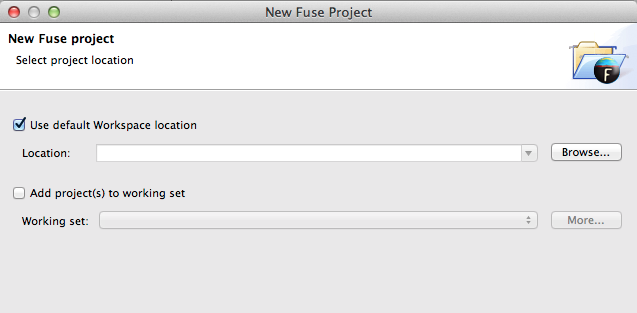 New Fuse Project
New Fuse project
Select project location
F
Use default Workspace location
Location:
Browse...
Add project(s) to working set
Working set:
More...